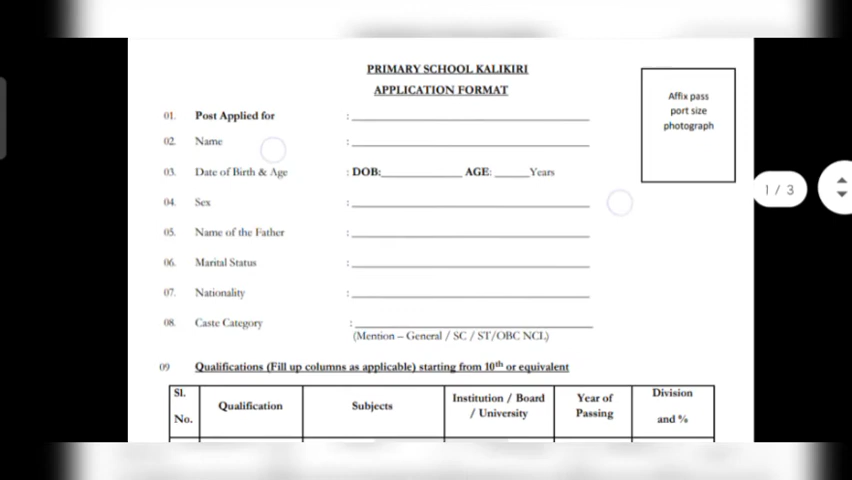 PRIMARY SCHOOL KALIKIRI
APPLICATION FORMAT
Affix pass
port size
photograph
01. Post Applied for :
02. Name :
03. Date of Birth & Age : DOB:____________ AGE: _____Years
04. Sex :
05. Name of the Father :
06. Marital Status :
07. Nationality :
08. Caste Category :
(Mention – General / SC / ST/OBC NCL)
09 Qualifications (Fill up columns as applicable) starting from 10th or equivalent
Sl. No. Qualification Subjects Institution / Board / University Year of Passing Division and %
1 / 3